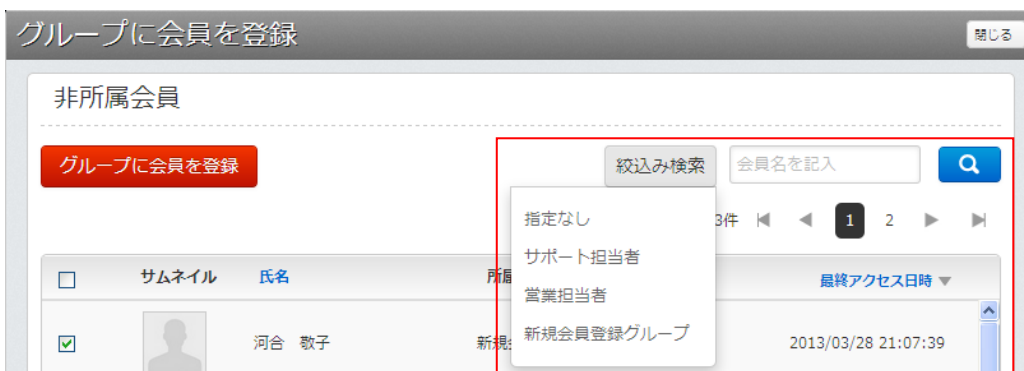 グループに会員を登録
閉じる
非所属会員
グループに会員を登録
絞込み検索
会員名を記入
指定なし
サポート担当者
営業担当者
新規会員登録グループ
3件
1 2
サムネイル 氏名 所属 最終アクセス日時
河合 敬子 新規 2013/03/28 21:07:39